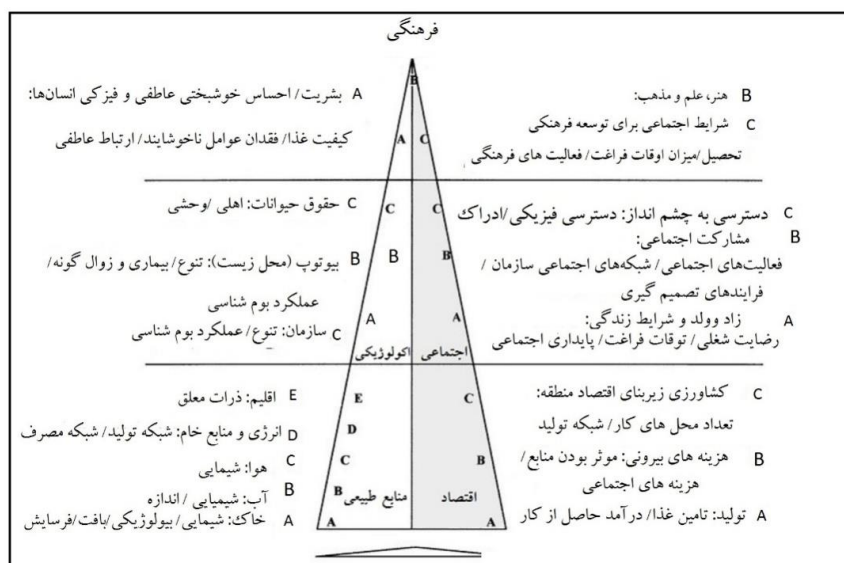 فرهنگی
B
A بشریت/ احساس خوشبختی عاطفی و فیزکی انسان‌ها:
کیفیت غذا/ فقدان عوامل ناخوشایند/ ارتباط عاطفی
A
C
B هنر، علم و مذهب:
C شرایط اجتماعی برای توسعه فرهنکی
تحصیل/میزان اوقات فراغت/ فعالیت های فرهنگی
C حقوق حیوانات: اهلی /وحشی
B بیوتوپ (محل زیست): تنوع/ بیماری و زوال گونه/
عملکرد بوم شناسی
C سازمان: تنوع/ عملکرد بوم شناسی
C
B
A
اکولوژیکی
C
B
A
اجتماعی
C دسترسی به چشم انداز: دسترسی فیزیکی/ادراک
B مشارکت اجتماعی:
فعالیت‌های اجتماعی/ شبکه‌های اجتماعی سازمان /
فرایندهای تصمیم گیری
A زاد وولد و شرایط زندگی:
رضایت شغلی/ توقات فراغت/ پایداری اجتماعی
E اقلیم: ذرات معلق
D انرژی و منابع خام: شبکه تولید/ شبکه مصرف
C هوا: شیمایی
B آب: شیمیایی / اندازه
A خاک: شیمایی/ بیولوژیکی/بافت/فرسایش
E
D
C
B
منابع طبیعی
A
C
B
اقتصاد
A
C کشاورزی زیربنای اقتصاد منطقه:
تعداد محل های کار/ شبکه تولید
B هزینه های بیرونی: موثر بودن منابع/
هزینه های اجتماعی
A تولید: تامین غذا/ درآمد حاصل از کار